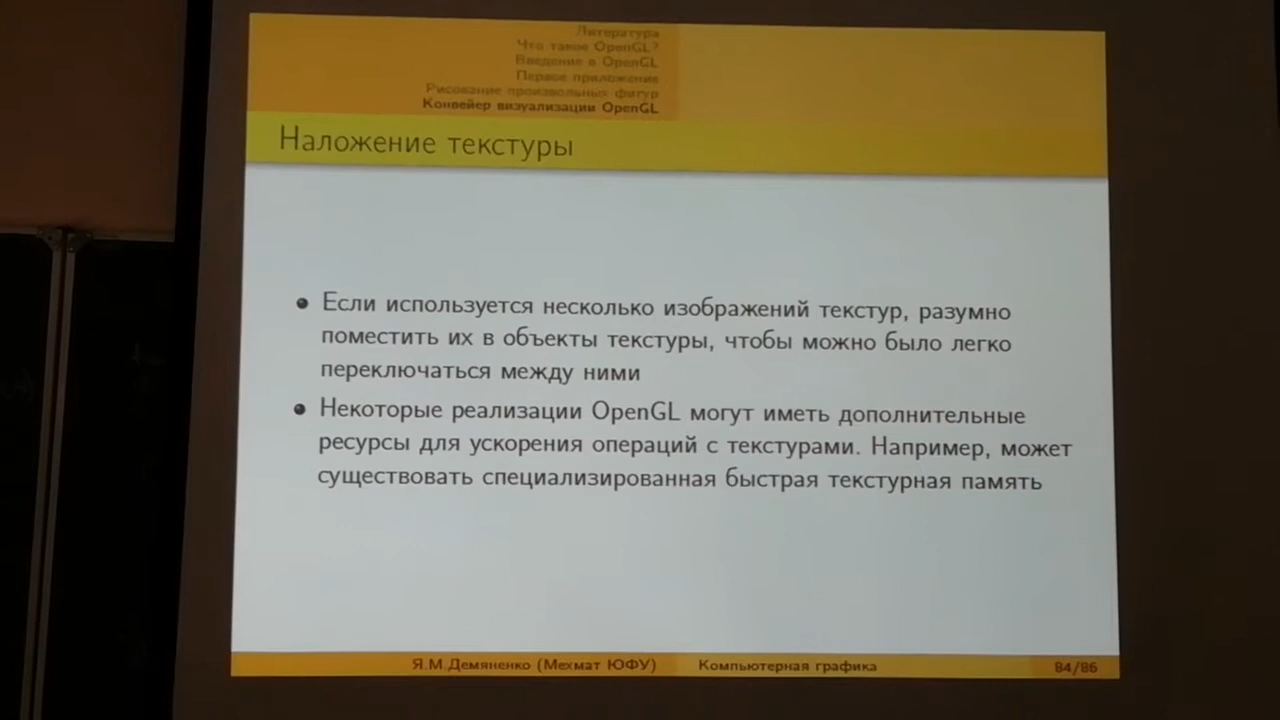 Литература
Что такое OpenGL?
Введение в OpenGL
Первое приложение
Рисование произвольных фигур
Конвейер визуализации OpenGL
Наложение текстуры
Если используется несколько изображений текстур, разумно
поместить их в объекты текстуры, чтобы можно было легко
переключаться между ними
Некоторые реализации OpenGL могут иметь дополнительные
ресурсы для ускорения операций с текстурами. Например, может
существовать специализированная быстрая текстурная память
Я.М.Демяненко (Мехмат ЮФУ) Компьютерная графика 84/86